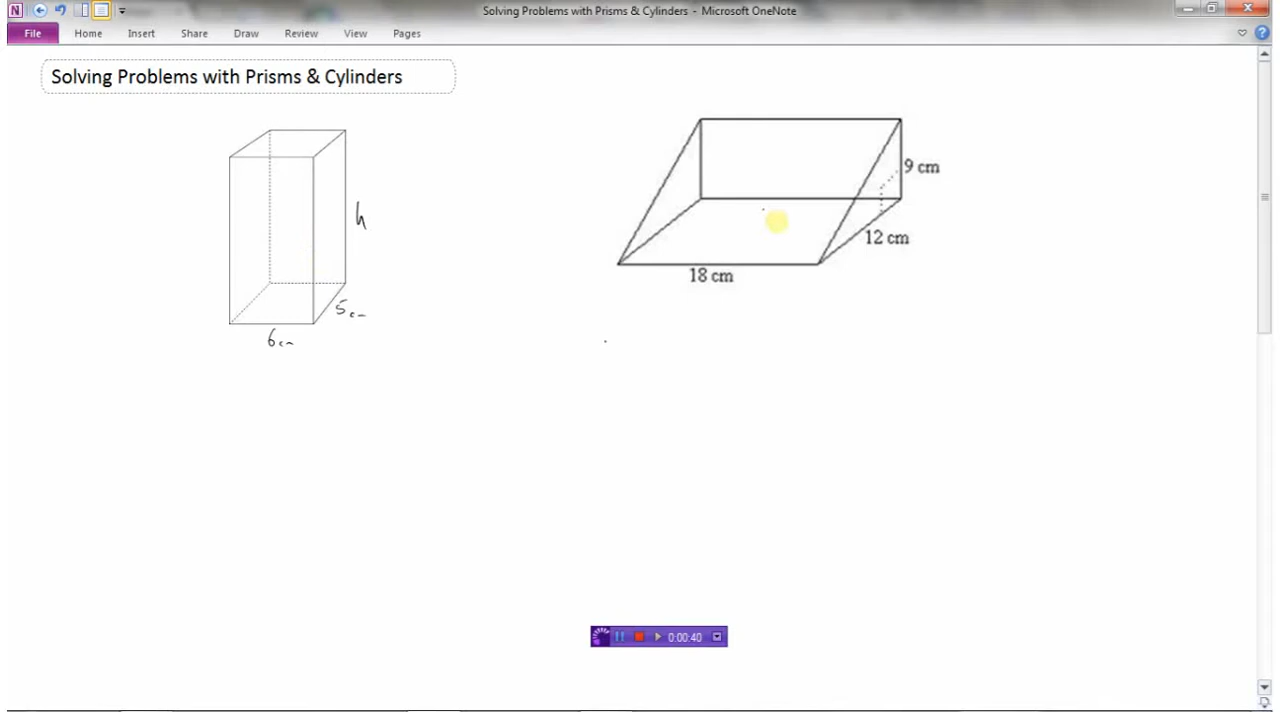 Solving Problems with Prisms & Cylinders - Microsoft OneNote
File Home Insert Share Draw Review View Pages
Solving Problems with Prisms & Cylinders
9 cm
h
12 cm
18 cm
5cm
6cm
0:00:40